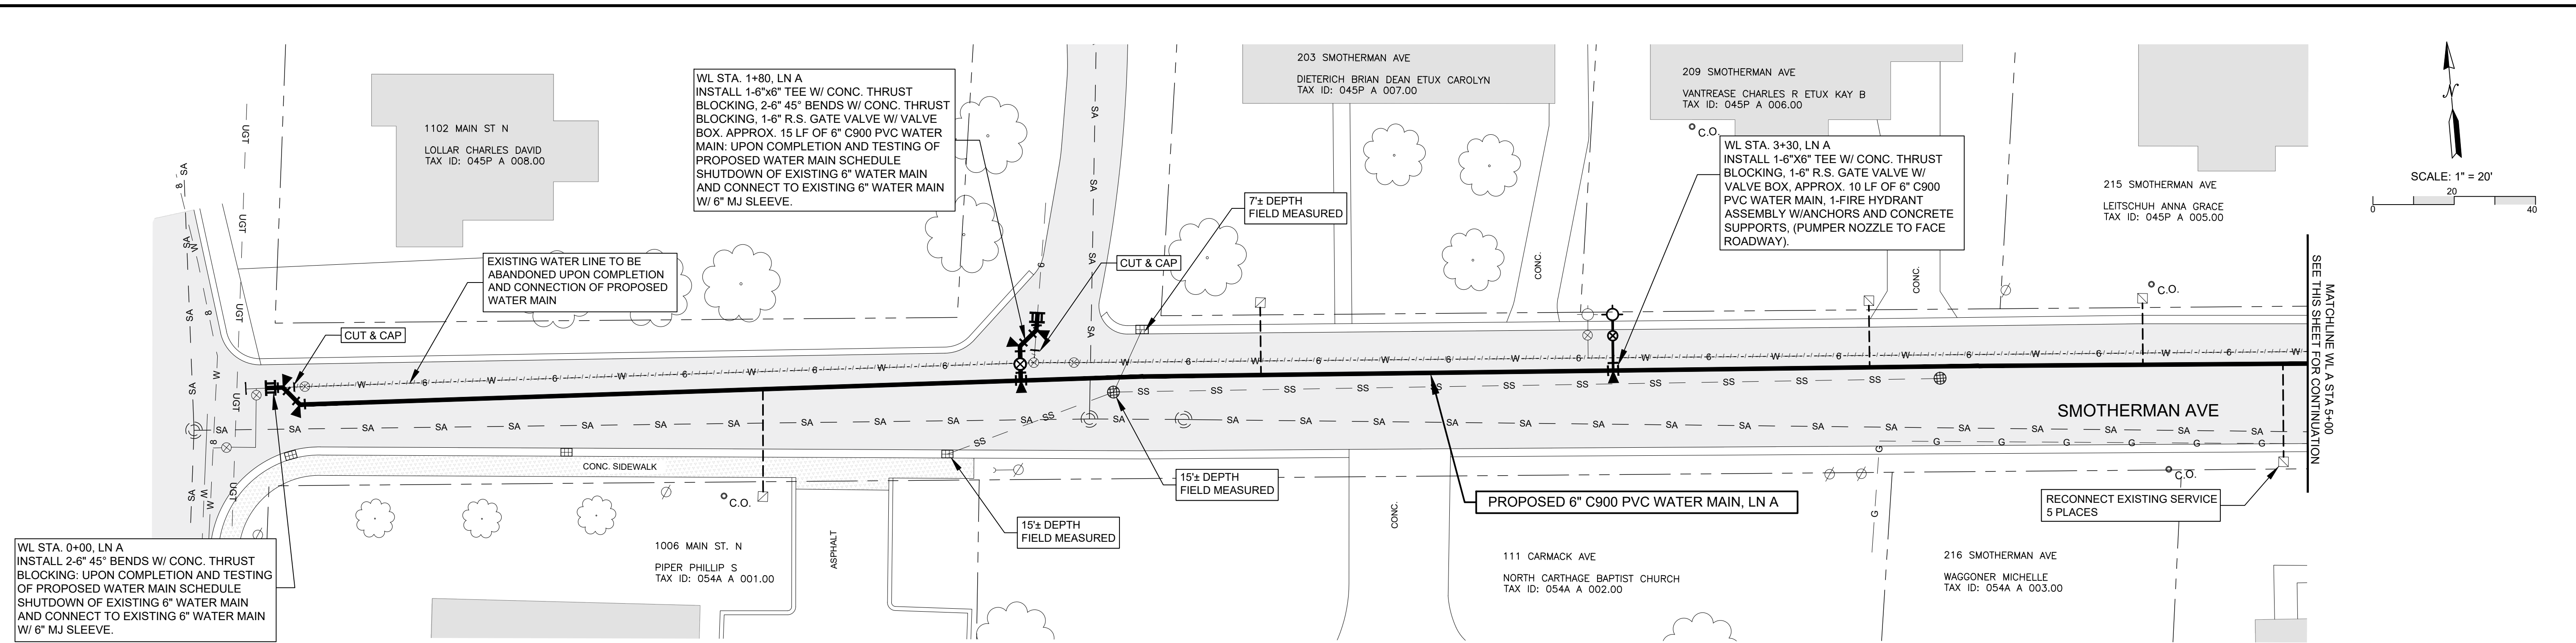 1102 MAIN ST N
LOLLAR CHARLES DAVID
TAX ID: 045P A 008.00
WL STA. 1+80, LN A
INSTALL 1-6"x6" TEE W/ CONC. THRUST
BLOCKING, 2-6" 45° BENDS W/ CONC. THRUST
BLOCKING, 1-6" R.S. GATE VALVE W/ VALVE
BOX. APPROX. 15 LF OF 6" C900 PVC WATER
MAIN: UPON COMPLETION AND TESTING OF
PROPOSED WATER MAIN SCHEDULE
SHUTDOWN OF EXISTING 6" WATER MAIN
AND CONNECT TO EXISTING 6" WATER MAIN
W/ 6" MJ SLEEVE.
203 SMOTHERMAN AVE
DIETERICH BRIAN DEAN ETUX CAROLYN
TAX ID: 045P A 007.00
209 SMOTHERMAN AVE
VANTREASE CHARLES R ETUX KAY B
TAX ID: 045P A 006.00
C.O.
WL STA. 3+30, LN A
INSTALL 1-6"X6" TEE W/ CONC. THRUST
BLOCKING, 1-6" R.S. GATE VALVE W/
VALVE BOX, APPROX. 10 LF OF 6" C900
PVC WATER MAIN, 1-FIRE HYDRANT
ASSEMBLY W/ANCHORS AND CONCRETE
SUPPORTS, (PUMPER NOZZLE TO FACE
ROADWAY).
215 SMOTHERMAN AVE
LEITSCHUH ANNA GRACE
TAX ID: 045P A 005.00
N
SCALE: 1" = 20'
20
0
40
7'± DEPTH
FIELD MEASURED
EXISTING WATER LINE TO BE
ABANDONED UPON COMPLETION
AND CONNECTION OF PROPOSED
WATER MAIN
CUT & CAP
CUT & CAP
CONC.
CONC.
C.O.
MATCHLINE WL A STA 5+00
SEE THIS SHEET FOR CONTINUATION
SMOTHERMAN AVE
CONC. SIDEWALK
15'± DEPTH
FIELD MEASURED
15'± DEPTH
FIELD MEASURED
PROPOSED 6" C900 PVC WATER MAIN, LN A
C.O.
RECONNECT EXISTING SERVICE
5 PLACES
C.O.
WL STA. 0+00, LN A
INSTALL 2-6" 45° BENDS W/ CONC. THRUST
BLOCKING: UPON COMPLETION AND TESTING
OF PROPOSED WATER MAIN SCHEDULE
SHUTDOWN OF EXISTING 6" WATER MAIN
AND CONNECT TO EXISTING 6" WATER MAIN
W/ 6" MJ SLEEVE.
1006 MAIN ST. N
PIPER PHILLIP S
TAX ID: 054A A 001.00
ASPHALT
CONC.
111 CARMACK AVE
NORTH CARTHAGE BAPTIST CHURCH
TAX ID: 054A A 002.00
216 SMOTHERMAN AVE
WAGGONER MICHELLE
TAX ID: 054A A 003.00